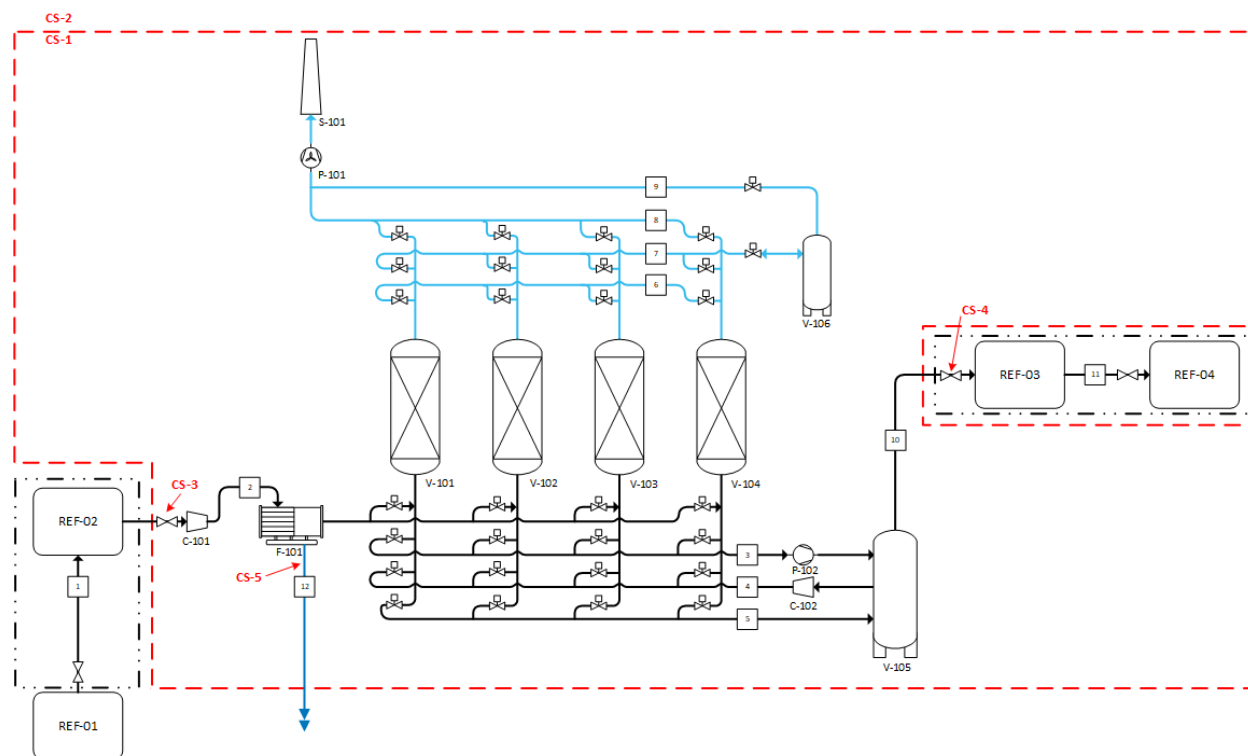 CS-2
CS-1
S-101
P-101
9
8
7
6
V-106
CS-4
REF-03
11
REF-04
10
V-101
V-102
V-103
V-104
CS-3
2
REF-02
C-101
F-101
CS-5
12
1
3
P-102
4
C-102
5
V-105
REF-01